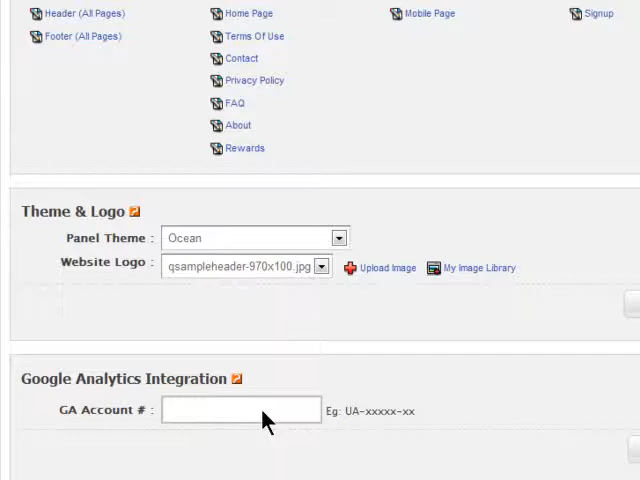 Header (All Pages) Home Page Mobile Page Signup
Footer (All Pages) Terms Of Use
Contact
Privacy Policy
FAQ
About
Rewards
Theme & Logo
Panel Theme : Ocean
Website Logo : qsampleheader-970x100.jpg Upload Image My Image Library
Google Analytics Integration
GA Account # : Eg: UA-xxxxx-xx